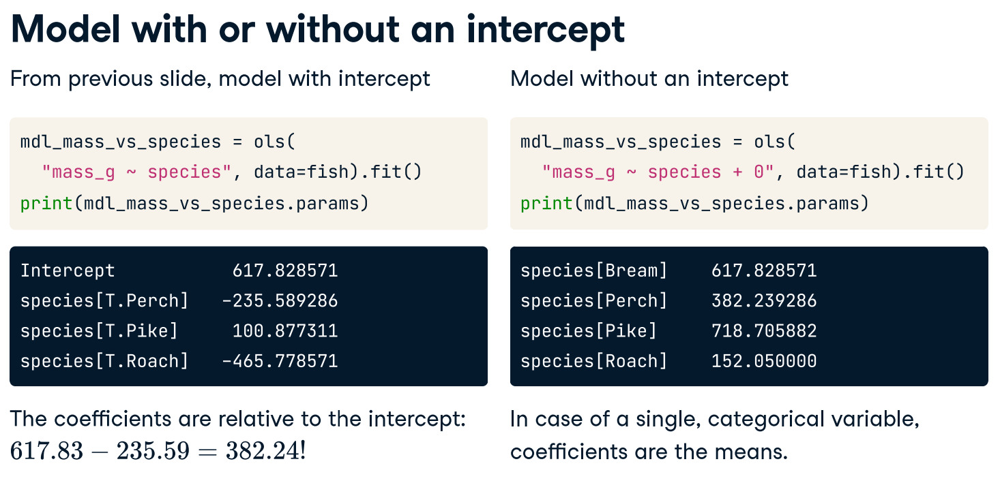 Model with or without an intercept
From previous slide, model with intercept
mdl_mass_vs_species = ols(
"mass_g ~ species", data=fish).fit()
print(mdl_mass_vs_species.params)
Intercept 617.828571
species[T.Perch] -235.589286
species[T.Pike] 100.877311
species[T.Roach] -465.778571
The coefficients are relative to the intercept:
617.83 − 235.59 = 382.24!
Model without an intercept
mdl_mass_vs_species = ols(
"mass_g ~ species + 0", data=fish).fit()
print(mdl_mass_vs_species.params)
species[Bream] 617.828571
species[Perch] 382.239286
species[Pike] 718.705882
species[Roach] 152.050000
In case of a single, categorical variable,
coefficients are the means.